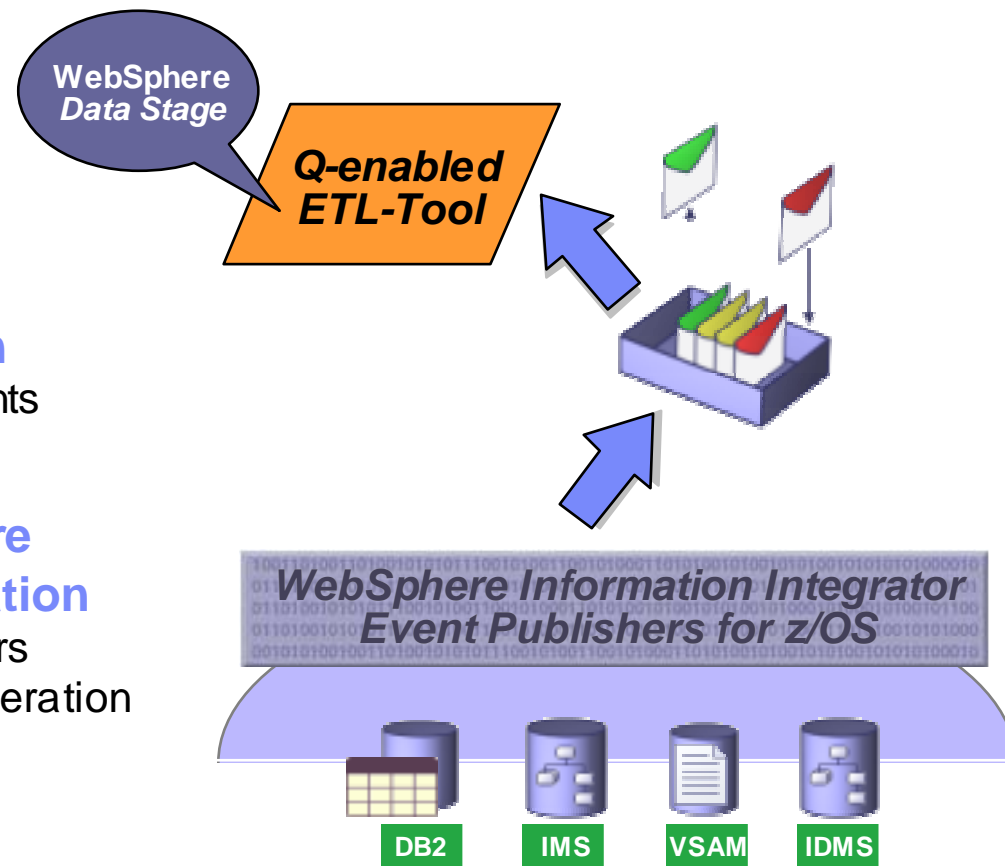 WebSphere
Data Stage
Q-enabled
ETL-Tool
n
nts
re
ation
rs
eration
WebSphere Information Integrator
Event Publishers for z/OS
DB2
IMS
VSAM
IDMS